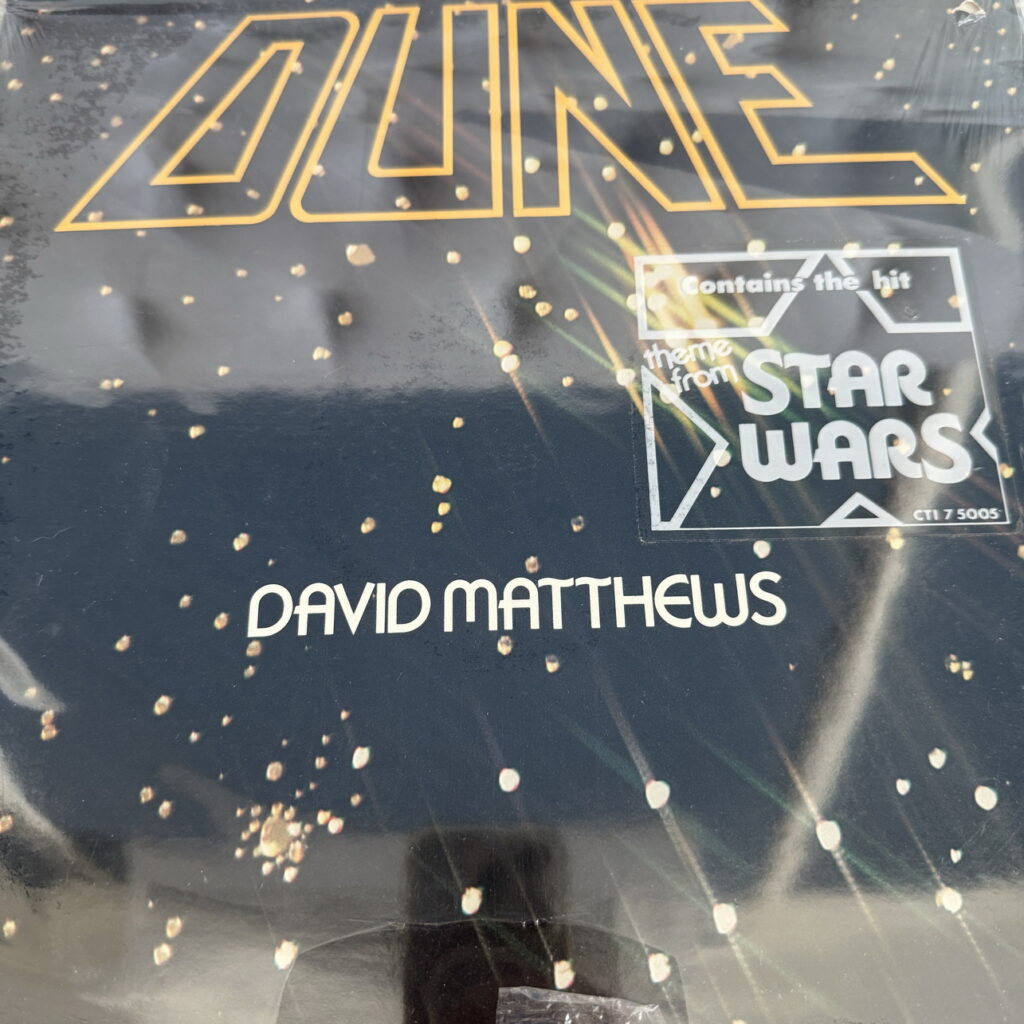 DUNE
Contains the hit
theme
from
STAR
WARS
CTI 7 5005
DAVID MATTHEWS